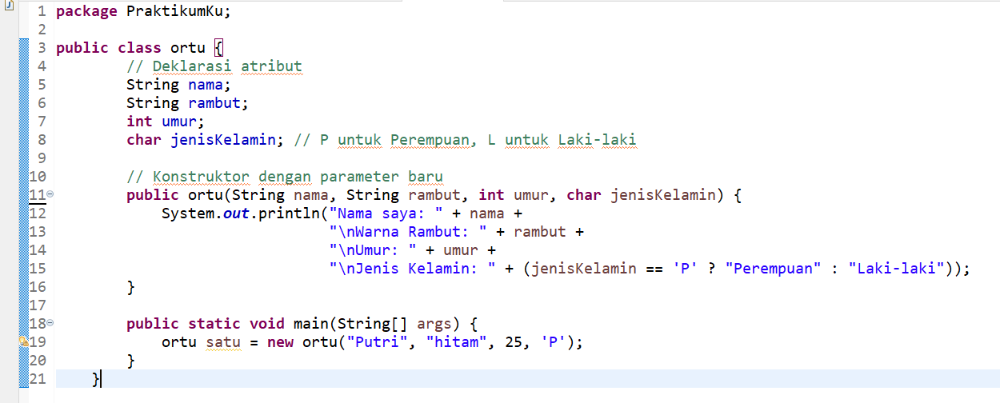 1 package PraktikumKu;
2
3 public class ortu {
4         // Deklarasi atribut
5         String nama;
6         String rambut;
7         int umur;
8         char jenisKelamin; // P untuk Perempuan, L untuk Laki-laki
9
10         // Konstruktor dengan parameter baru
11         public ortu(String nama, String rambut, int umur, char jenisKelamin) {
12             System.out.println("Nama saya: " + nama +
13                                "\nWarna Rambut: " + rambut +
14                                "\nUmur: " + umur +
15                                "\nJenis Kelamin: " + (jenisKelamin == 'P' ? "Perempuan" : "Laki-laki"));
16         }
17
18         public static void main(String[] args) {
19             ortu satu = new ortu("Putri", "hitam", 25, 'P');
20         }
21     }